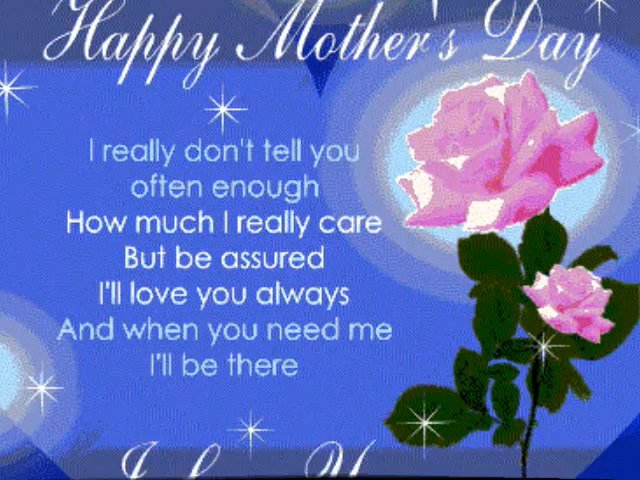 Happy Mother's Day
I really don't tell you
often enough
How much I really care
But be assured
I'll love you always
And when you need me
I'll be there